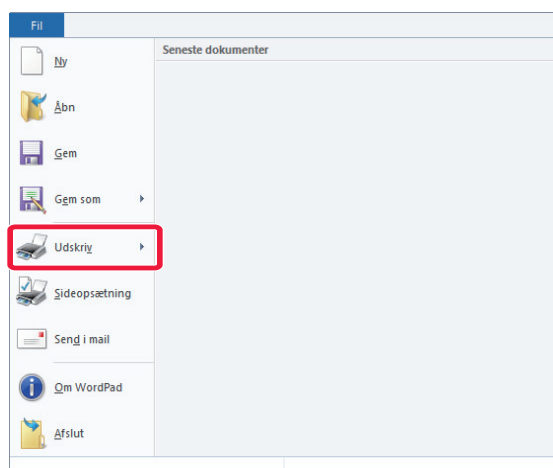 Fil
Seneste dokumenter
Ny
Åbn
Gem
Gem som
Udskriv
Sideopsætning
Send i mail
Om WordPad
Afslut